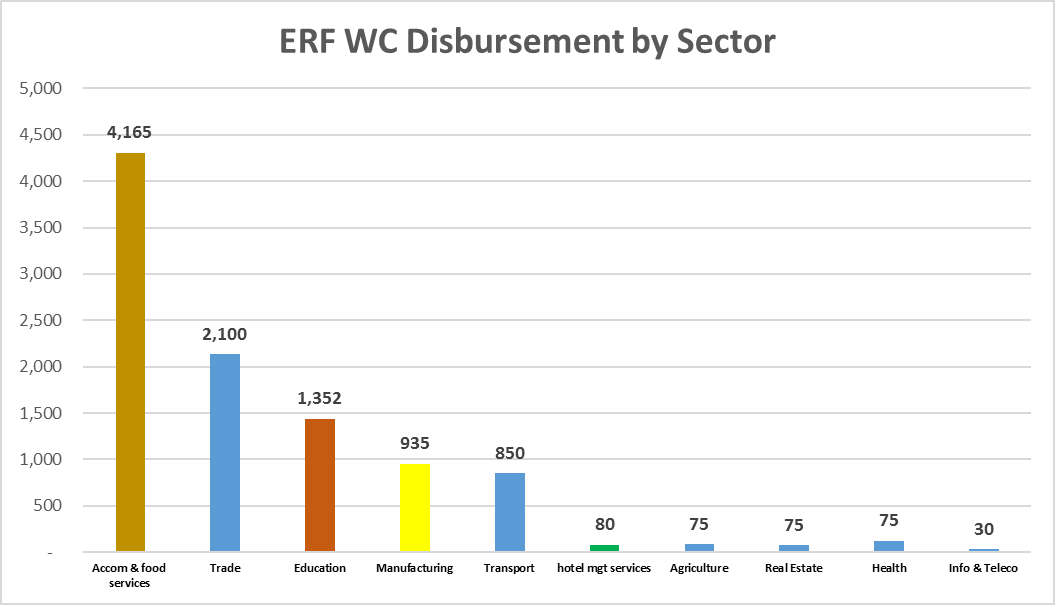 ERF WC Disbursement by Sector
5,000
4,500
4,000
3,500
3,000
2,500
2,000
1,500
1,000
500
-
4,165
2,100
1,352
935
850
80
75
75
75
30
Accom & food
services
Trade
Education
Manufacturing
Transport
hotel mgt services
Agriculture
Real Estate
Health
Info & Teleco